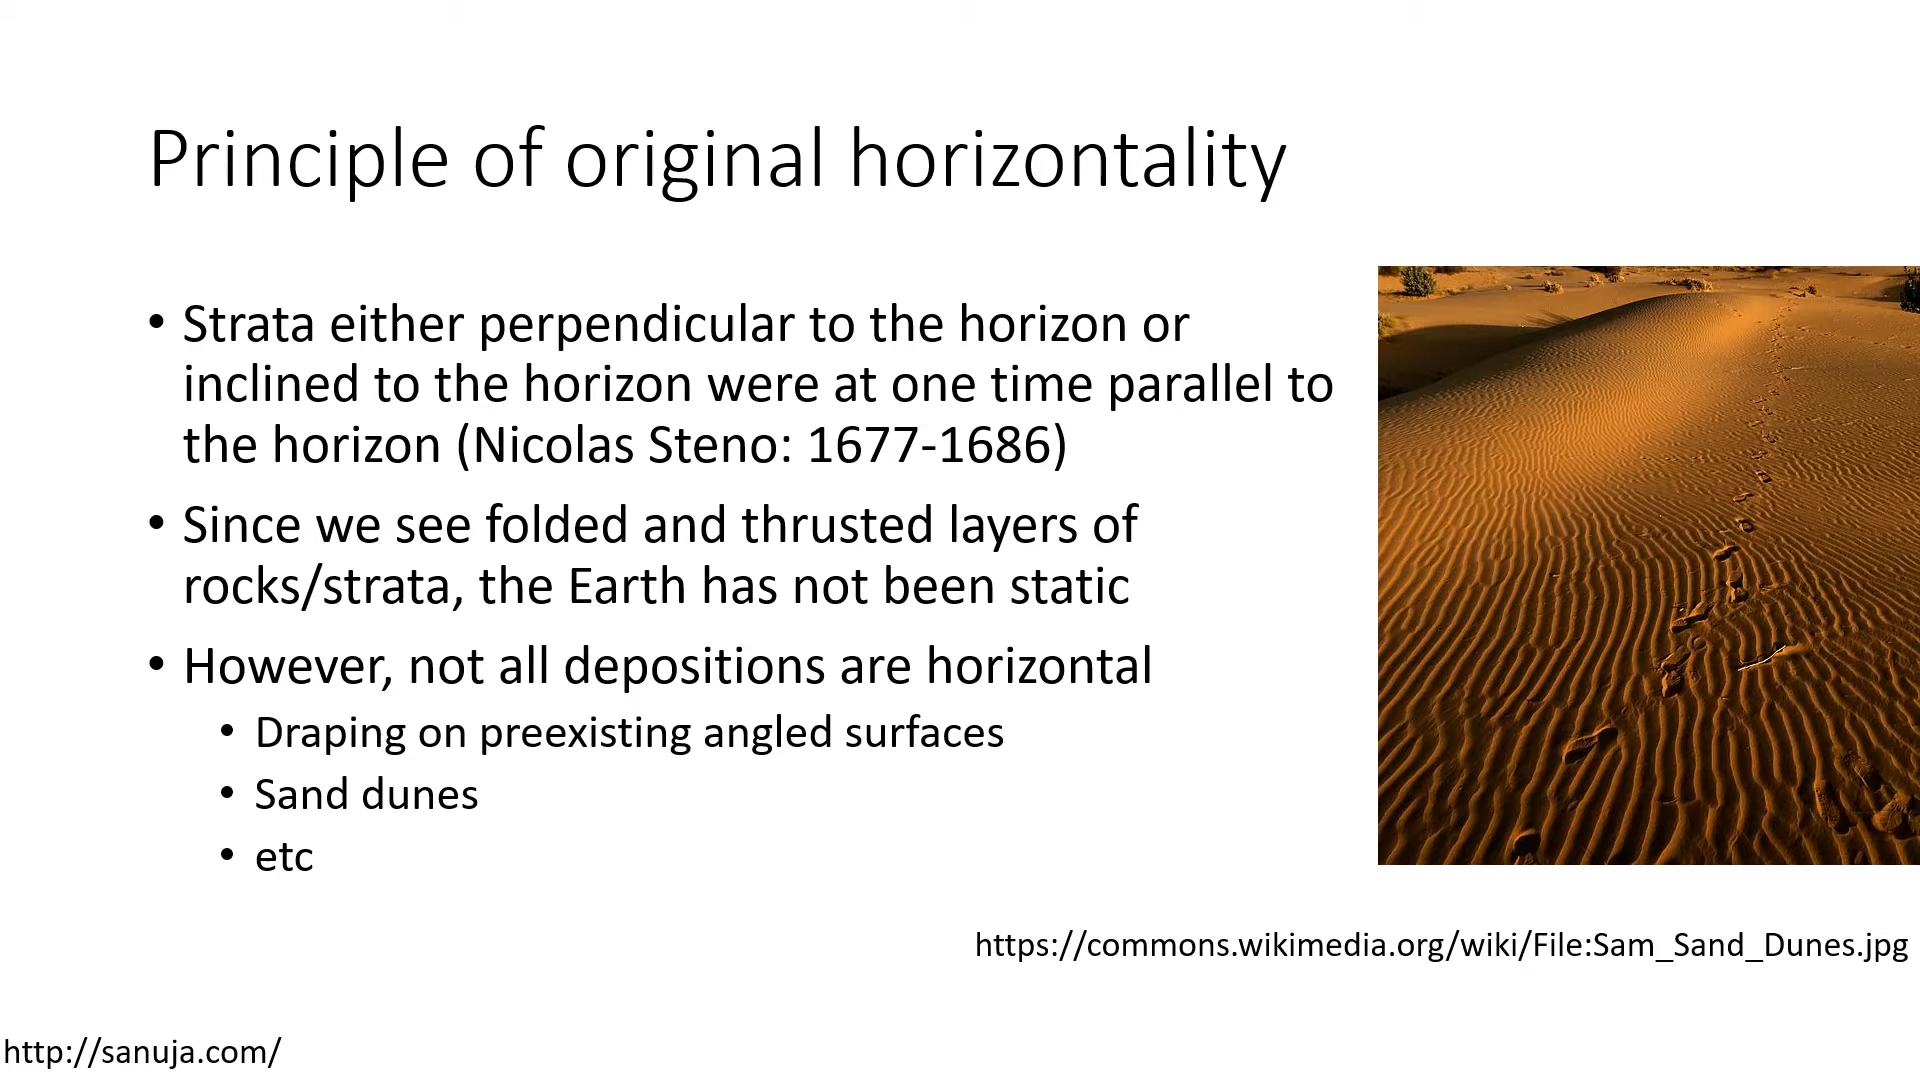 Principle of original horizontality
• Strata either perpendicular to the horizon or
inclined to the horizon were at one time parallel to
the horizon (Nicolas Steno: 1677-1686)
• Since we see folded and thrusted layers of
rocks/strata, the Earth has not been static
• However, not all depositions are horizontal
• Draping on preexisting angled surfaces
• Sand dunes
• etc
https://commons.wikimedia.org/wiki/File:Sam_Sand_Dunes.jpg
http://sanuja.com/